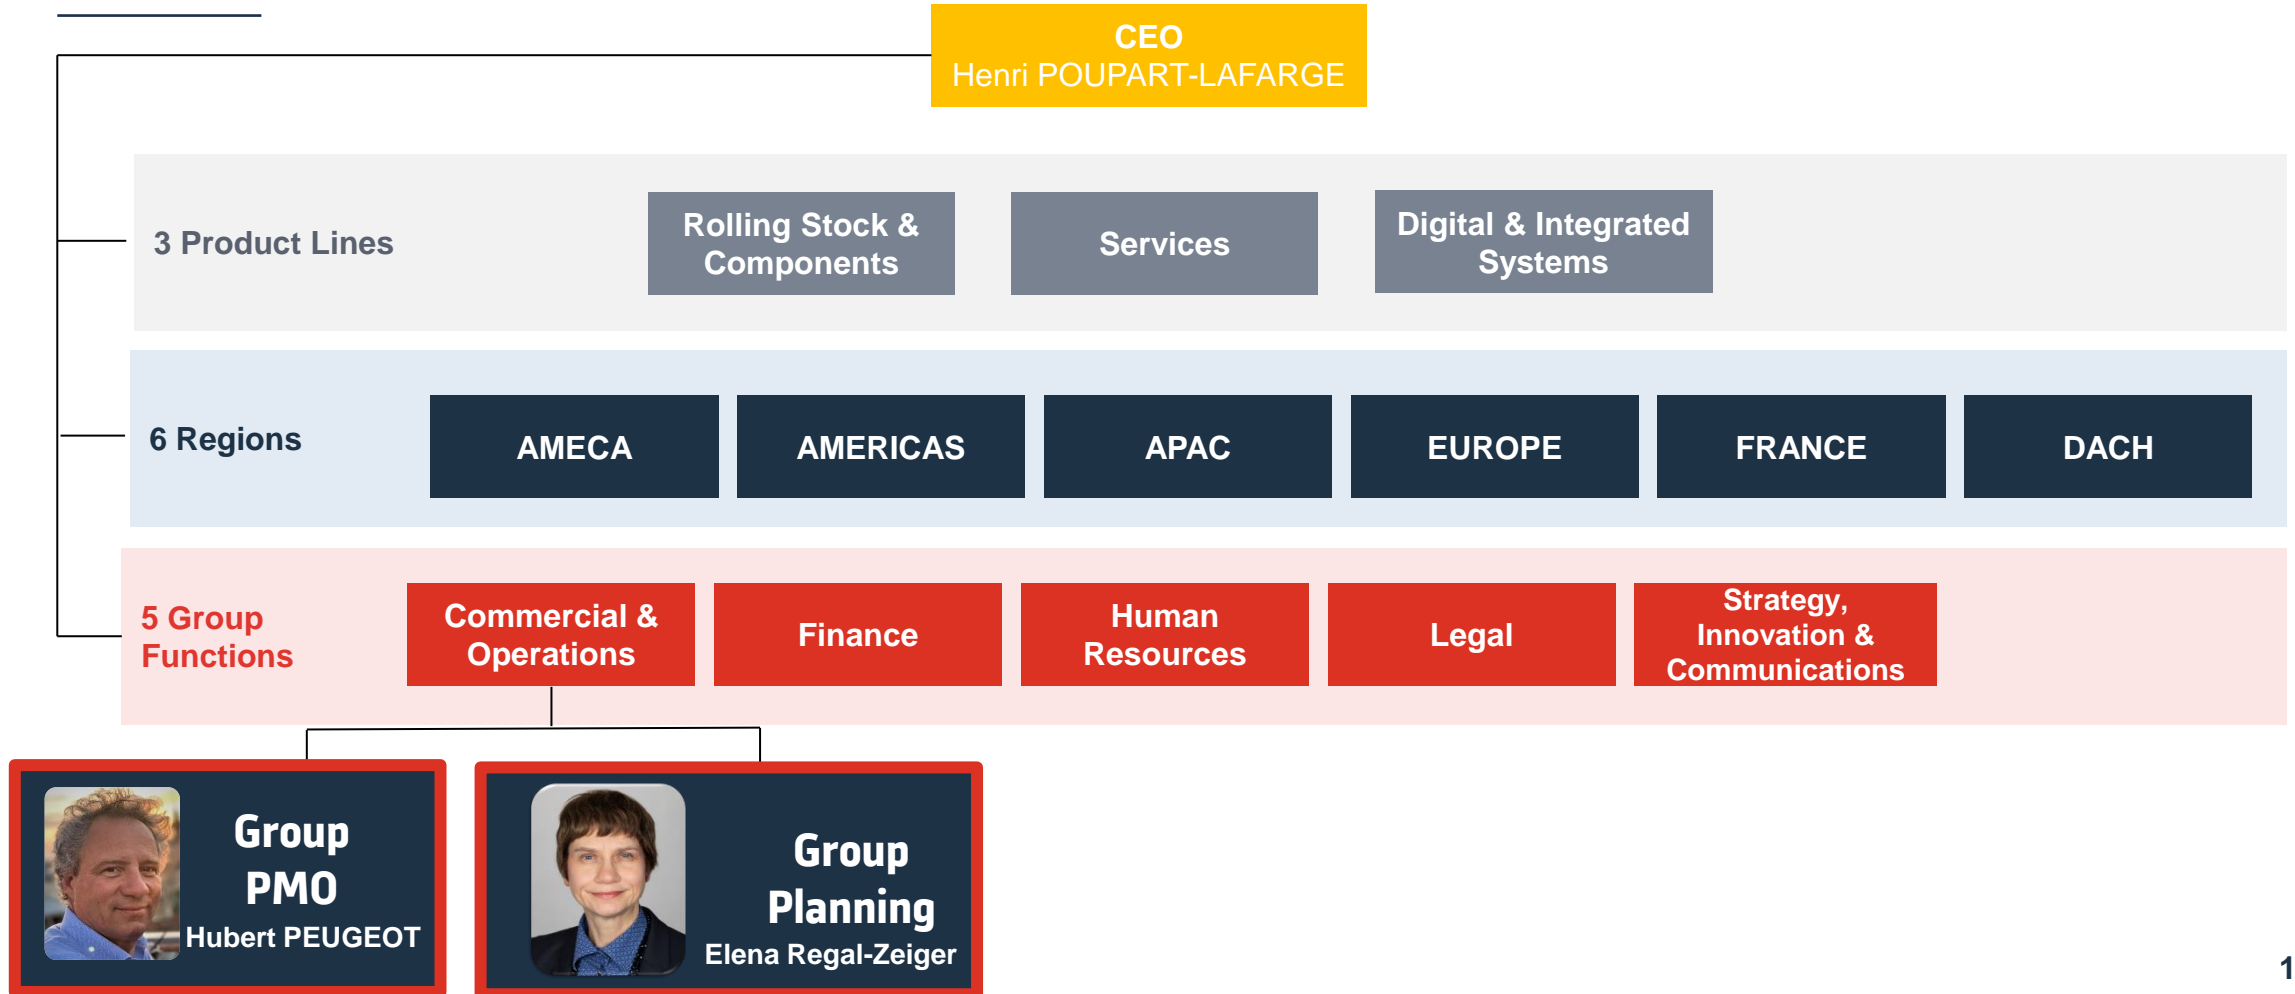 CEO
Henri POUPART-LAFARGE
3 Product Lines
Rolling Stock &
Components
Services
Digital & Integrated
Systems
6 Regions
AMECA
AMERICAS
APAC
EUROPE
FRANCE
DACH
5 Group
Functions
Commercial &
Operations
Finance
Human
Resources
Legal
Strategy,
Innovation &
Communications
Group
PMO
Hubert PEUGEOT
Group
Planning
Elena Regal-Zeiger
1